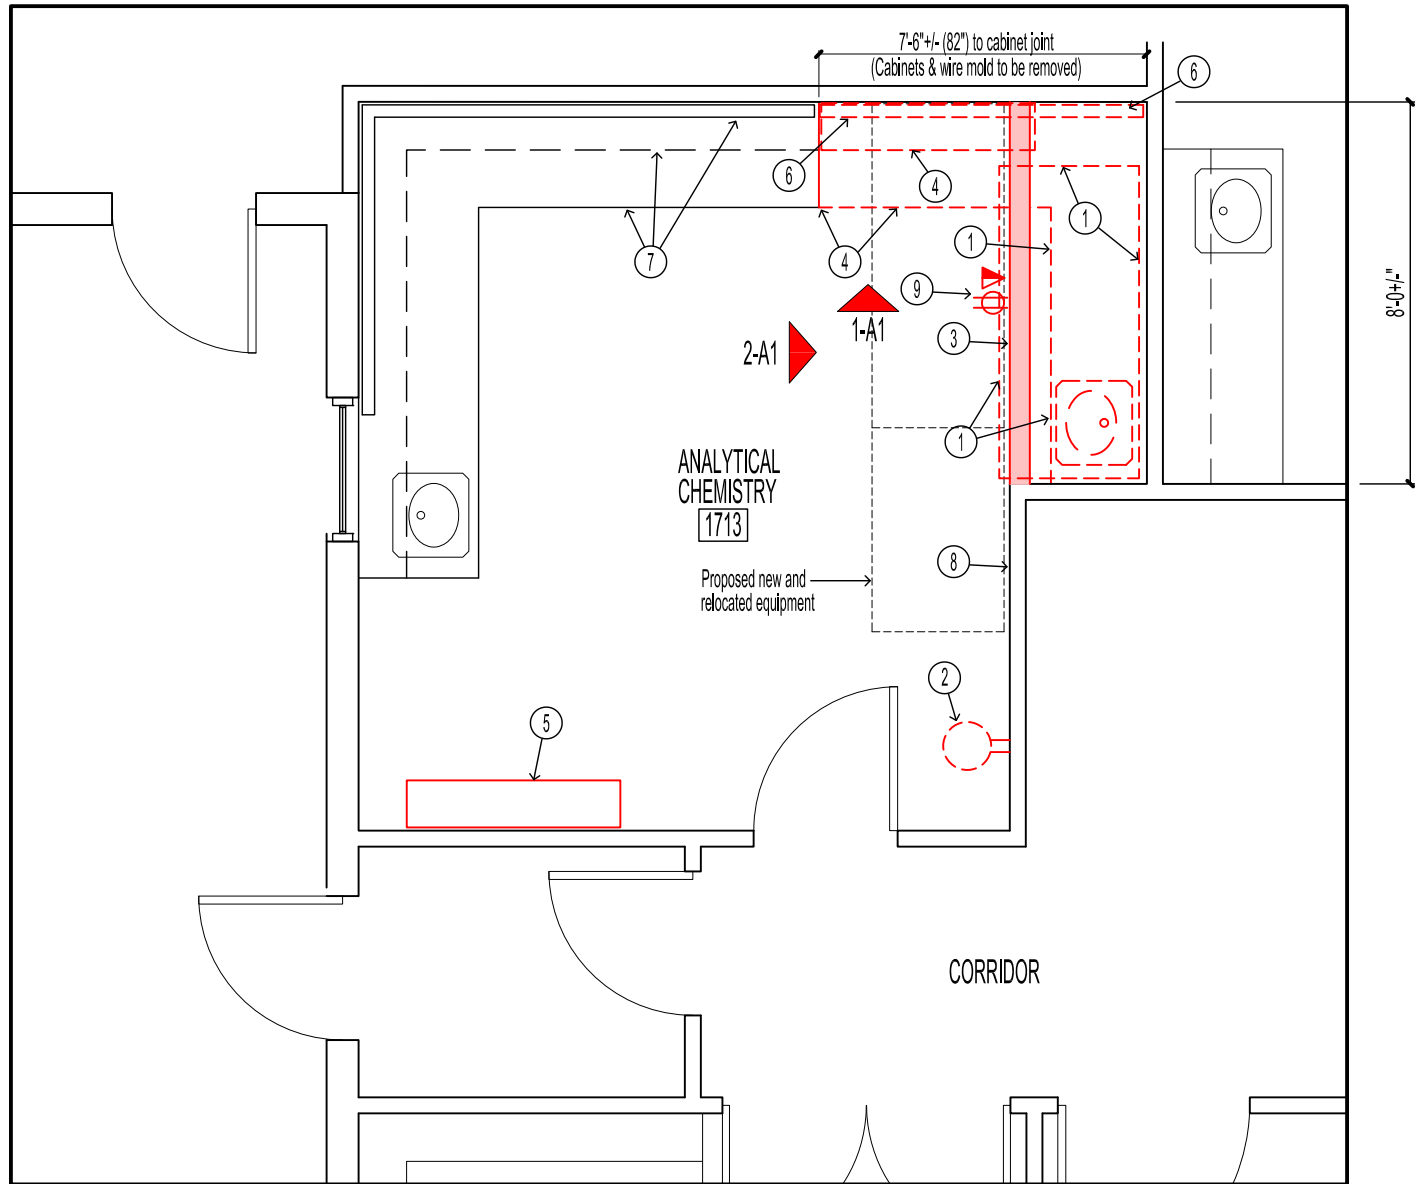 7'-6"+/- (82") to cabinet joint
(Cabinets & wire mold to be removed)
6
6
4
1
1
7
4
9
8'-0+/-"
1-A1
3
2-A1
1
ANALYTICAL
CHEMISTRY
1713
8
Proposed new and
relocated equipment
2
5
CORRIDOR